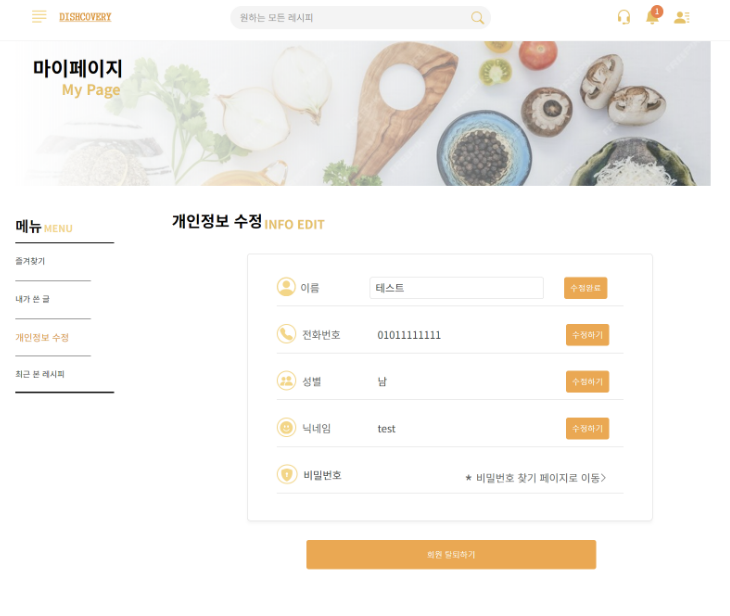 DISHCOVERY
원하는 모든 레시피
1
마이페이지
My Page
메뉴 MENU
즐겨찾기
내가 쓴 글
개인정보 수정
최근 본 레시피
개인정보 수정 INFO EDIT
이름 테스트 수정완료
전화번호 01011111111 수정하기
성별 남 수정하기
닉네임 test 수정하기
비밀번호 * 비밀번호 찾기 페이지로 이동>
회원 탈퇴하기